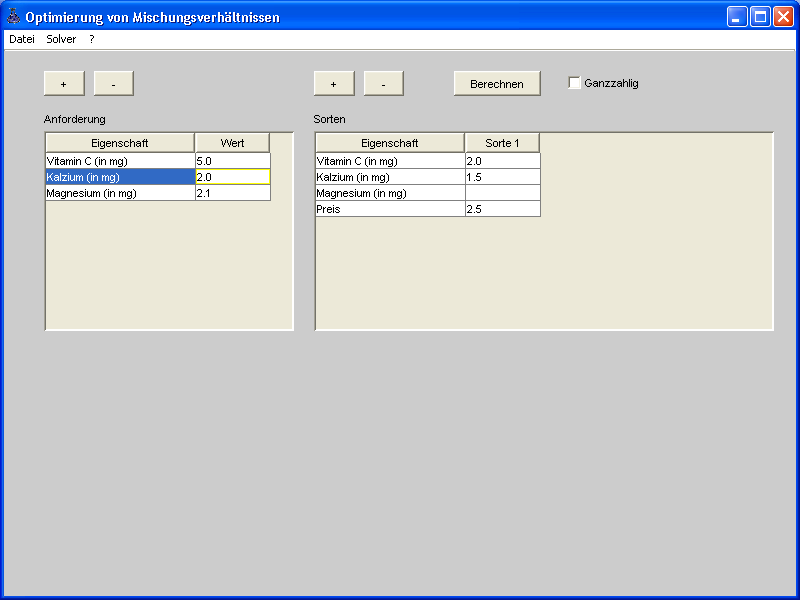 Optimierung von Mischungsverhältnissen
Datei Solver ?
+ - + - Berechnen Ganzzahlig
Anforderung Sorten
Eigenschaft Wert Eigenschaft Sorte 1
Vitamin C (in mg) 5.0 Vitamin C (in mg) 2.0
Kalzium (in mg) 2.0 Kalzium (in mg) 1.5
Magnesium (in mg) 2.1 Magnesium (in mg)
Preis 2.5